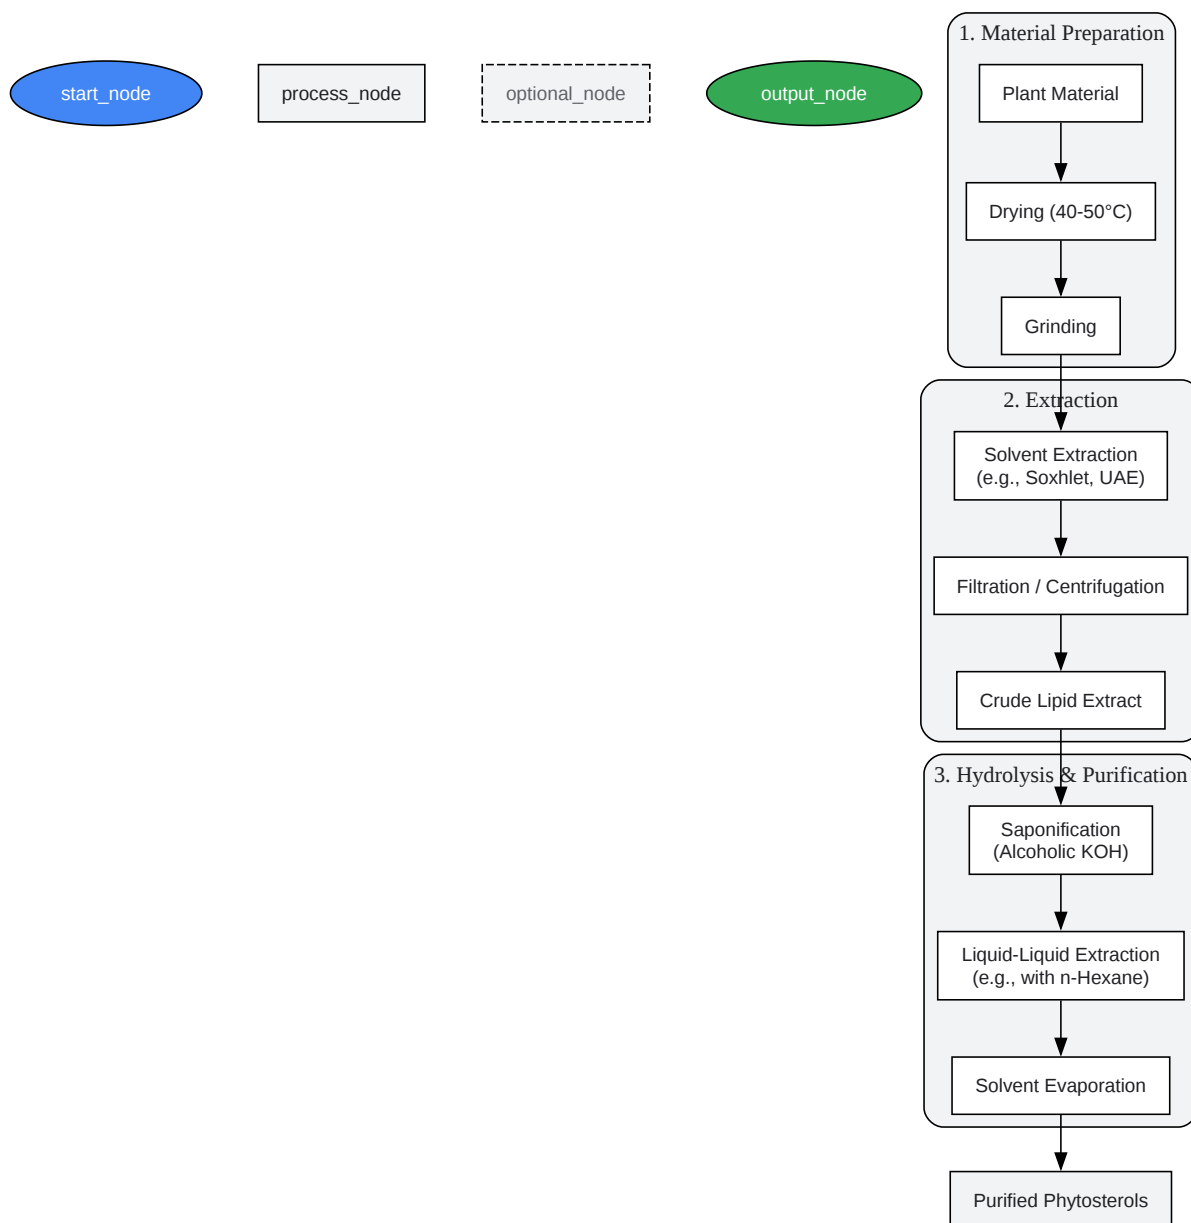 start_node
process_node
optional_node
output_node
1. Material Preparation
Plant Material
Drying (40-50°C)
Grinding
2. Extraction
Solvent Extraction
(e.g., Soxhlet, UAE)
Filtration / Centrifugation
Crude Lipid Extract
3. Hydrolysis & Purification
Saponification
(Alcoholic KOH)
Liquid-Liquid Extraction
(e.g., with n-Hexane)
Solvent Evaporation
Purified Phytosterols